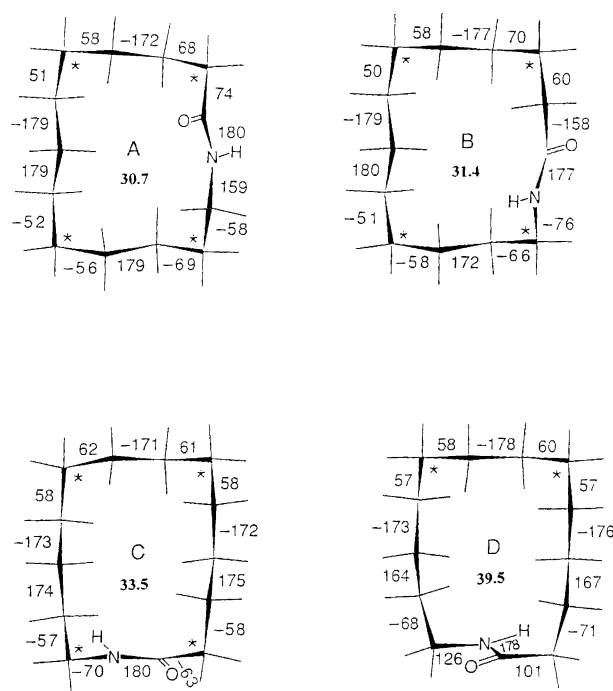 58 -172 68
51 * * 74
O
-179 A 180
N-H
179 30.7 159
-52 * * -58
-56 179 -69
58 -177 70
50 * * 60
-179 B -158
O
180 31.4 177
H-N
-51 * * -76
-58 172 -66
62 -171 61
58 * * 58
-173 C -172
174 33.5 175
H
-57 * N O * -58
-70 180 -63
58 -178 60
57 * * 57
-173 D -176
164 39.5 167
-68 N H -71
126 O 178 101